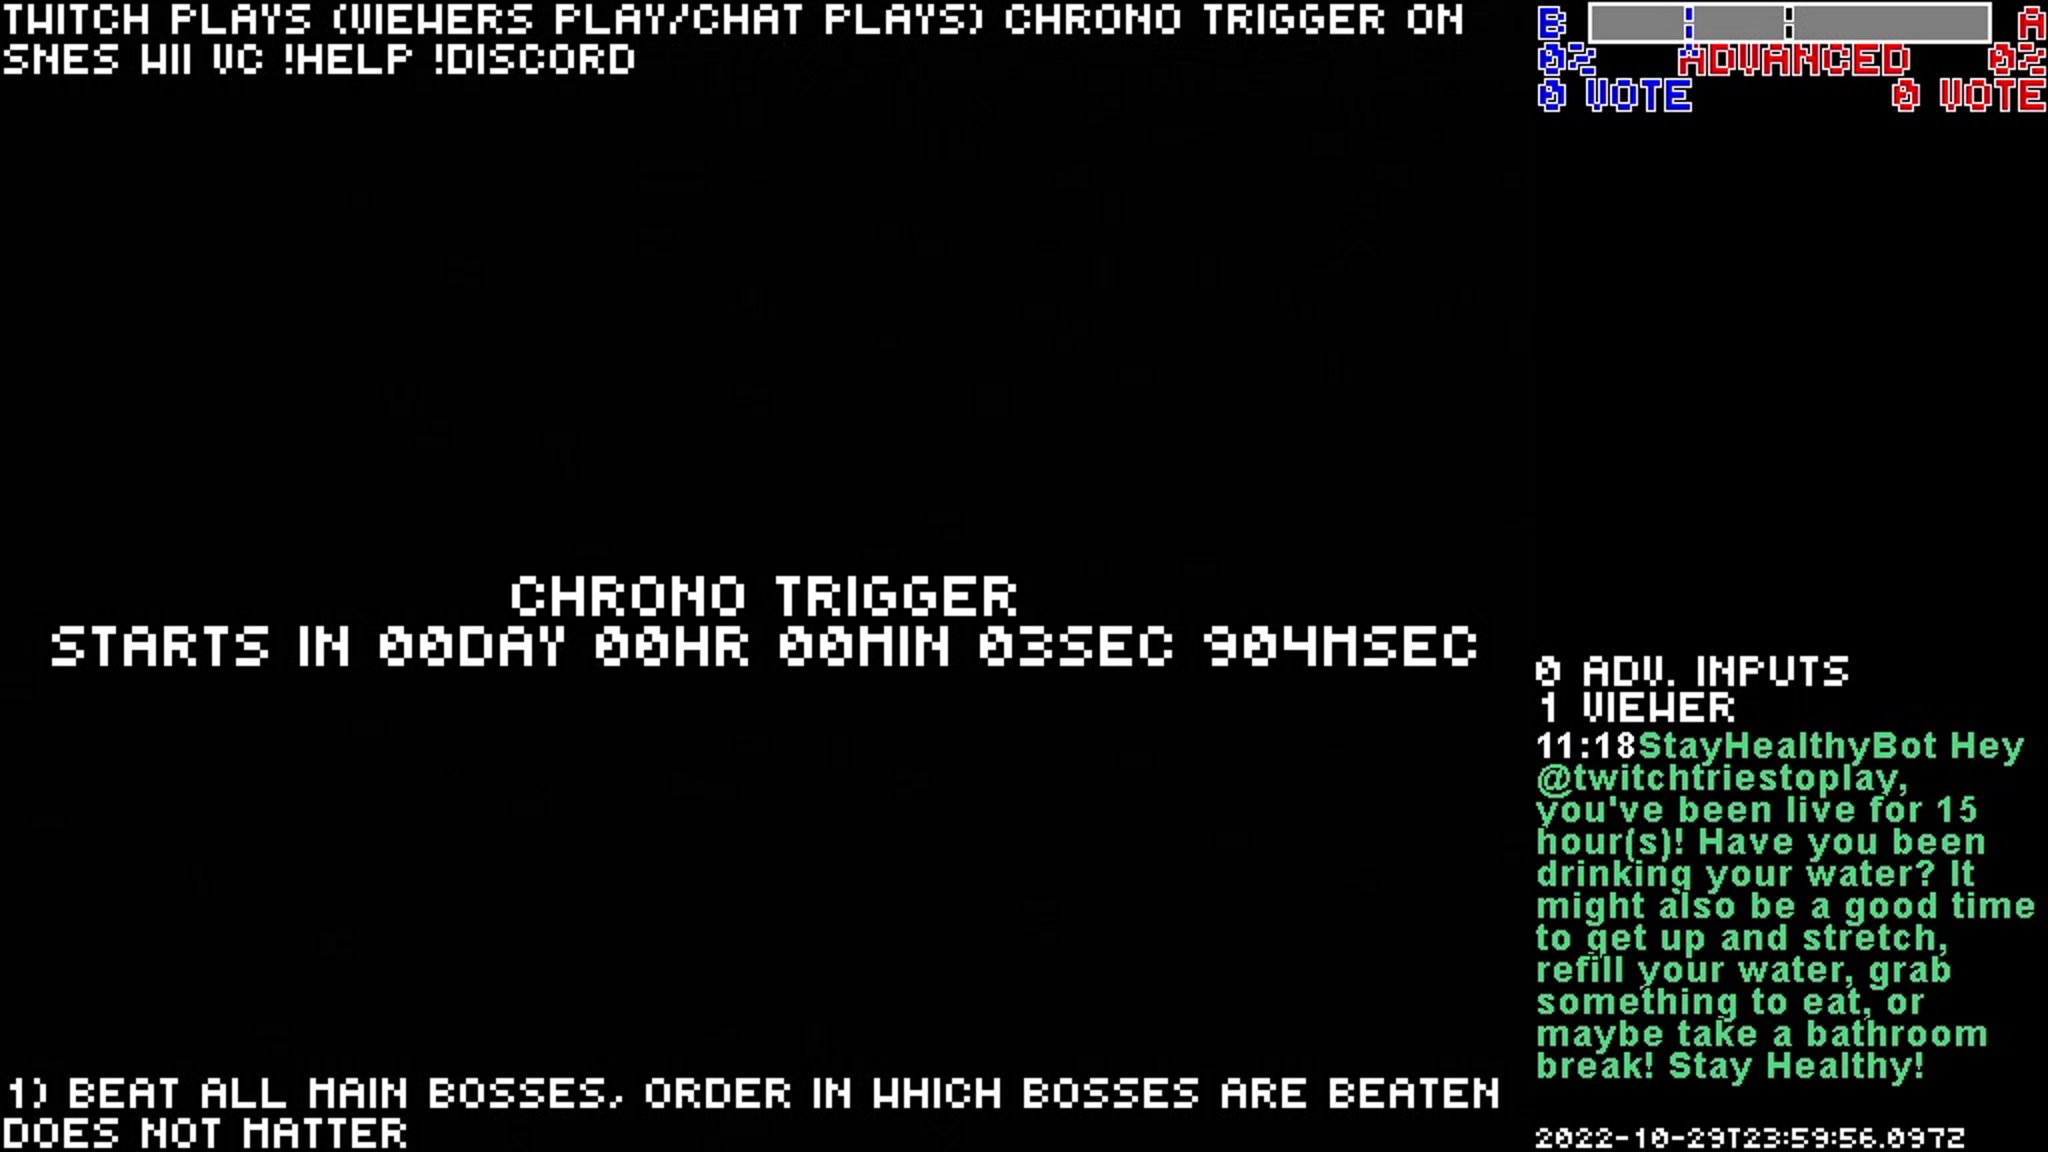 TWITCH PLAYS (VIEWERS PLAY/CHAT PLAYS) CHRONO TRIGGER ON
SNES WII VC !HELP !DISCORD
B A
0% ADVANCED 0%
0 VOTE 0 VOTE
CHRONO TRIGGER
STARTS IN 00DAY 00HR 00MIN 03SEC 904MSEC
0 ADV. INPUTS
1 VIEWER
11:18StayHealthyBot Hey
@twitchtriestoplay,
you've been live for 15
hour(s)! Have you been
drinking your water? It
might also be a good time
to get up and stretch,
refill your water, grab
something to eat, or
maybe take a bathroom
break! Stay Healthy!
1) BEAT ALL MAIN BOSSES, ORDER IN WHICH BOSSES ARE BEATEN
DOES NOT MATTER
2022-10-29T23:59:56.097Z